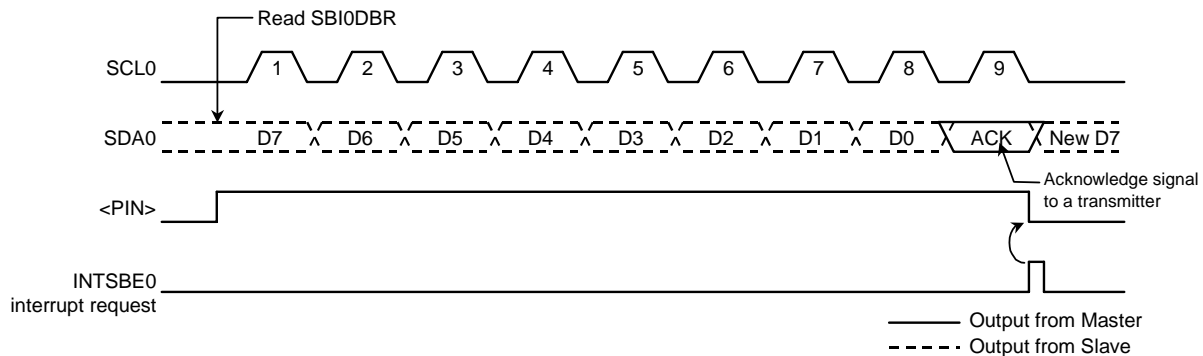 Read SBI0DBR
SCL0
1 2 3 4 5 6 7 8 9
SDA0
D7 D6 D5 D4 D3 D2 D1 D0 ACK New D7
Acknowledge signal
to a transmitter
<PIN>
INTSBE0
interrupt request
Output from Master
Output from Slave